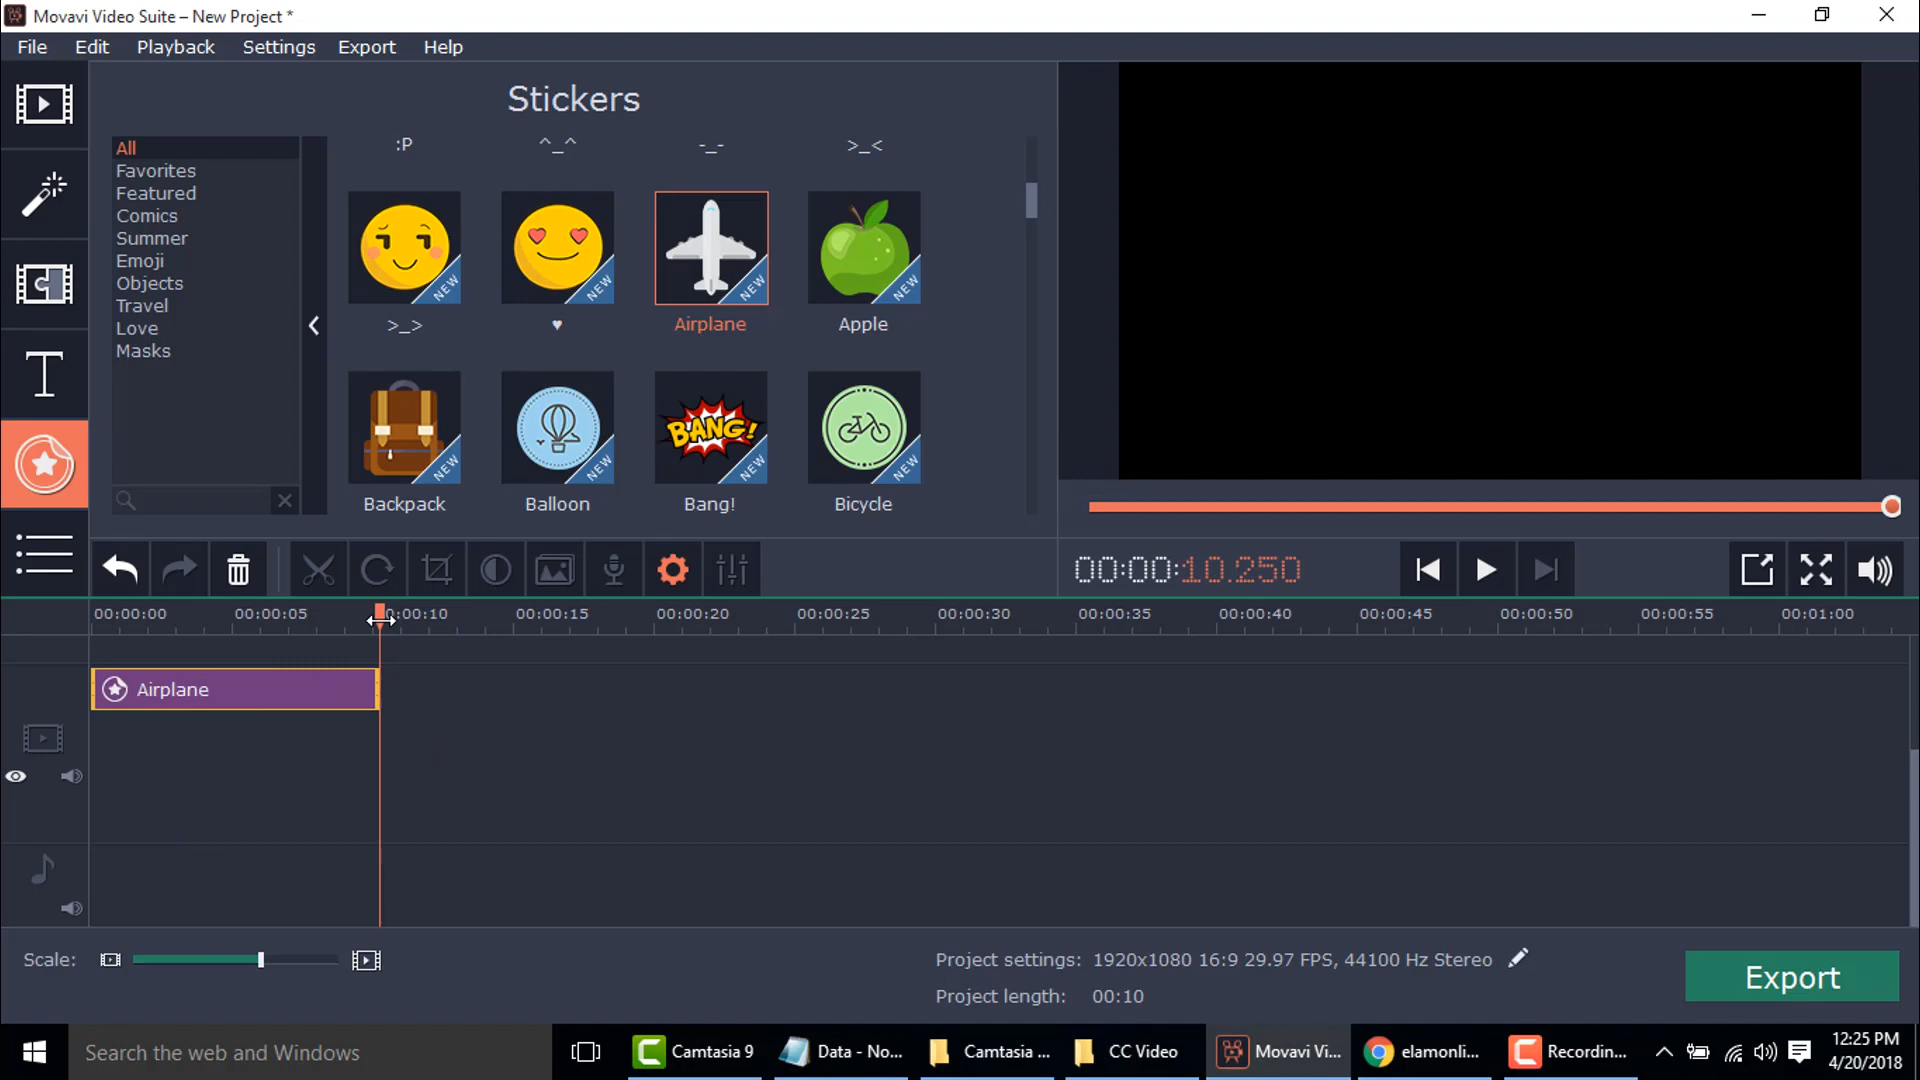 Movavi Video Suite – New Project *
File Edit Playback Settings Export Help
Stickers
All
Favorites
Featured
Comics
Summer
Emoji
Objects
Travel
Love
Masks
:P ^_^ -_- >_<
NEW NEW NEW NEW
>_> ♥ Airplane Apple
BANG!
NEW NEW NEW NEW
Backpack Balloon Bang! Bicycle
00:00:10.250
00:00:00 00:00:05 0:00:10 00:00:15 00:00:20 00:00:25 00:00:30 00:00:35 00:00:40 00:00:45 00:00:50 00:00:55 00:01:00
Airplane
Scale:
Project settings: 1920x1080 16:9 29.97 FPS, 44100 Hz Stereo
Project length: 00:10
Export
Search the web and Windows
Camtasia 9
Data - No...
Camtasia ...
CC Video
Movavi Vi...
elamonli...
Recordin...
12:25 PM
4/20/2018